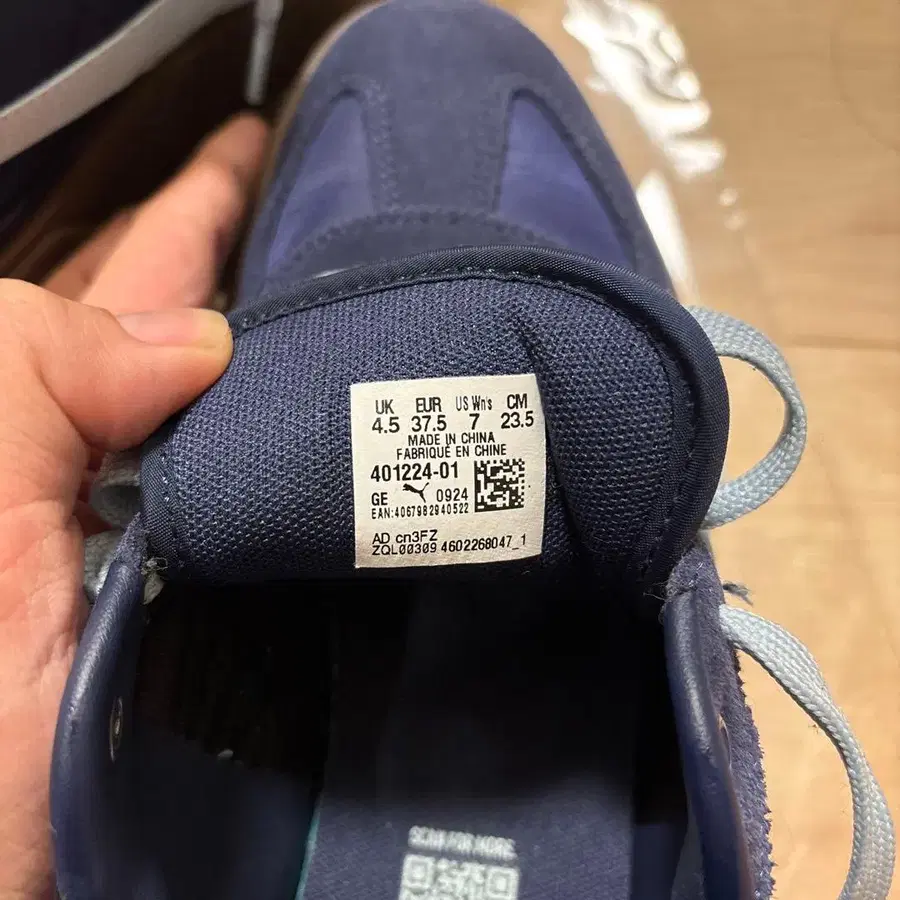 UK EUR US Wn's CM
4.5 37.5 7 23.5
MADE IN CHINA
FABRIQUÉ EN CHINE
401224-01
GE 0924
EAN:4067982940522
AD cn3FZ
ZQL00309 4602268047_1
SCAN FOR MORE